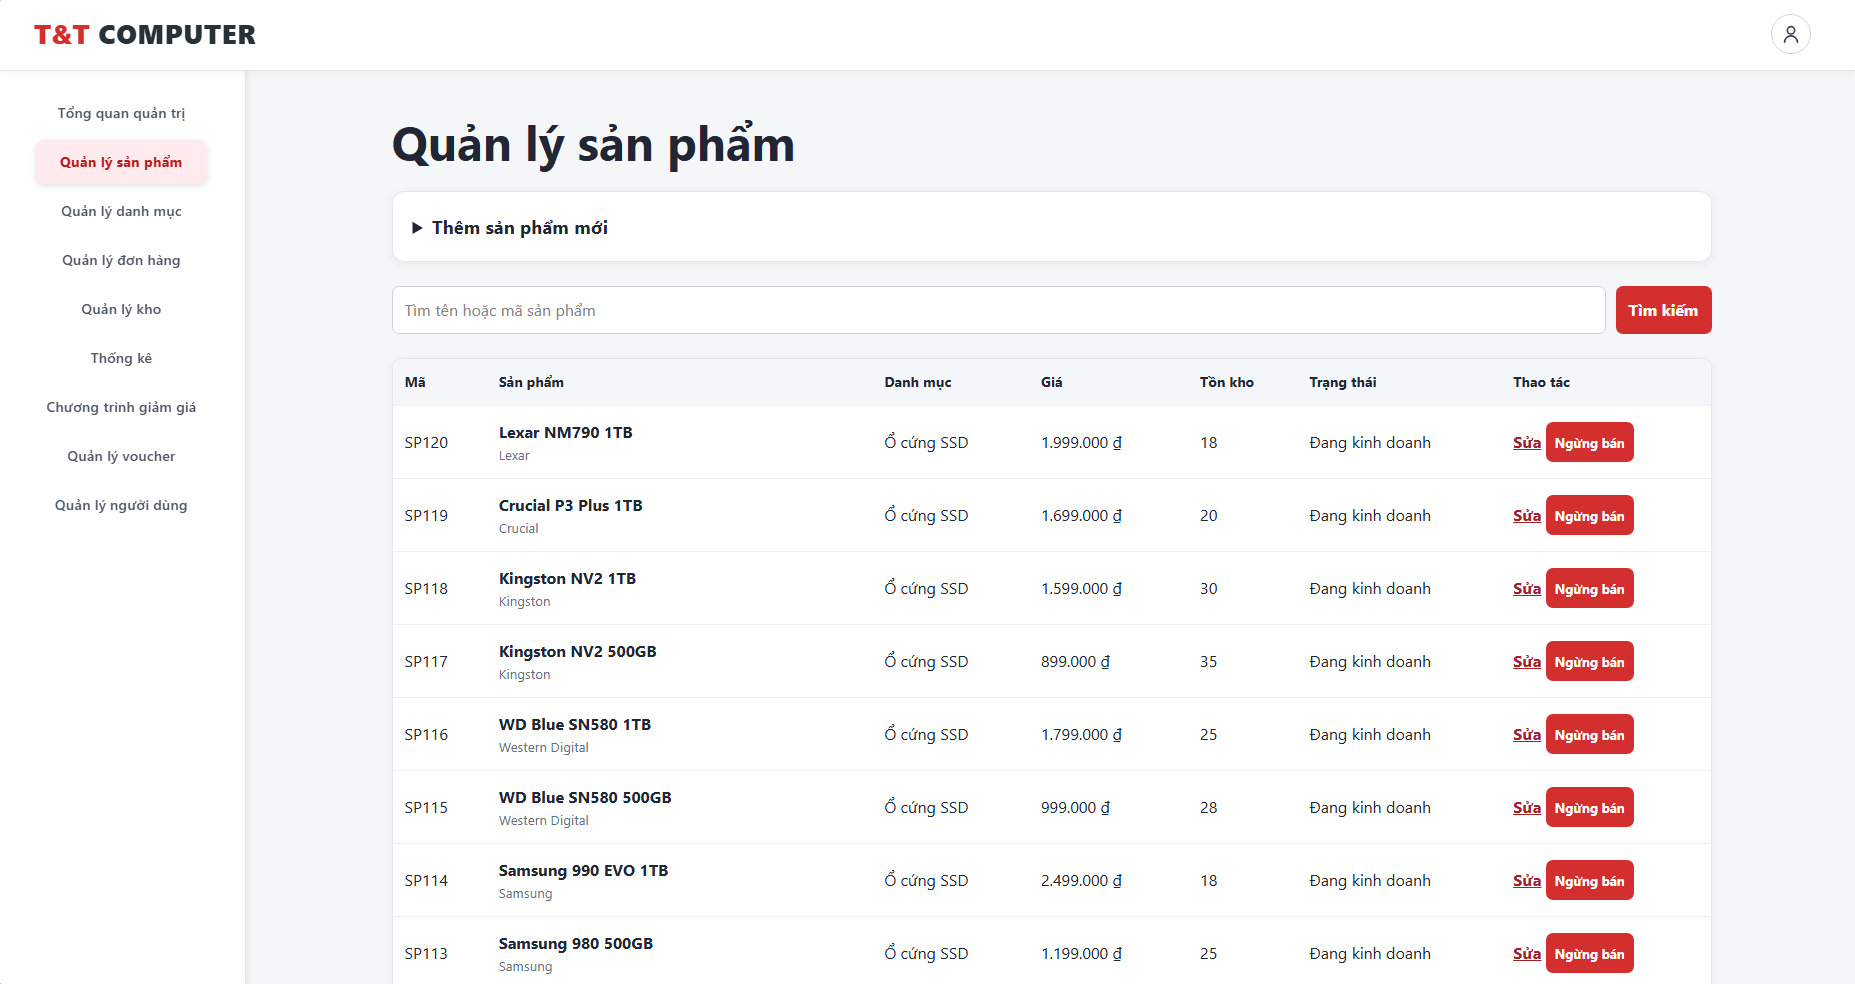 T&T COMPUTER
Tổng quan quản trị
Quản lý sản phẩm
Quản lý danh mục
Quản lý đơn hàng
Quản lý kho
Thống kê
Chương trình giảm giá
Quản lý voucher
Quản lý người dùng
Quản lý sản phẩm
Thêm sản phẩm mới
Tìm tên hoặc mã sản phẩm
Tìm kiếm
Mã Sản phẩm Danh mục Giá Tồn kho Trạng thái Thao tác
SP120 Lexar NM790 1TB Ổ cứng SSD 1.999.000 ₫ 18 Đang kinh doanh Sửa Ngừng bán
Lexar
SP119 Crucial P3 Plus 1TB Ổ cứng SSD 1.699.000 ₫ 20 Đang kinh doanh Sửa Ngừng bán
Crucial
SP118 Kingston NV2 1TB Ổ cứng SSD 1.599.000 ₫ 30 Đang kinh doanh Sửa Ngừng bán
Kingston
SP117 Kingston NV2 500GB Ổ cứng SSD 899.000 ₫ 35 Đang kinh doanh Sửa Ngừng bán
Kingston
SP116 WD Blue SN580 1TB Ổ cứng SSD 1.799.000 ₫ 25 Đang kinh doanh Sửa Ngừng bán
Western Digital
SP115 WD Blue SN580 500GB Ổ cứng SSD 999.000 ₫ 28 Đang kinh doanh Sửa Ngừng bán
Western Digital
SP114 Samsung 990 EVO 1TB Ổ cứng SSD 2.499.000 ₫ 18 Đang kinh doanh Sửa Ngừng bán
Samsung
SP113 Samsung 980 500GB Ổ cứng SSD 1.199.000 ₫ 25 Đang kinh doanh Sửa Ngừng bán
Samsung